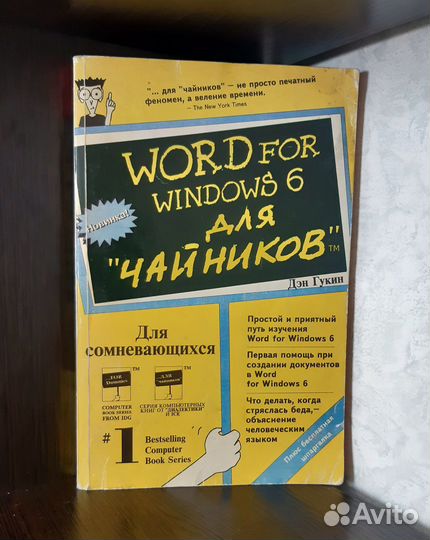 "... для "чайников" — не просто печатный
феномен, а веление времени.
— The New York Times
WORD FOR
WINDOWS 6
для
"ЧАЙНИКОВ"™
Новинка!
Дэн Гукин
Для
сомневающихся
Простой и приятный
путь изучения
Word for Windows 6
Первая помощь при
создании документов
в Word
for Windows 6
Что делать, когда
стряслась беда,—
объяснение
человеческим
языком
TM
TM
COMPUTER
BOOK SERIES
FROM IDG
СЕРИЯ КОМПЬЮТЕРНЫХ
КНИГ ОТ "ДИАЛЕКТИКИ"
#1
Bestselling
Computer
Book Series
Плюс бесплатная
шпаргалка
Avito